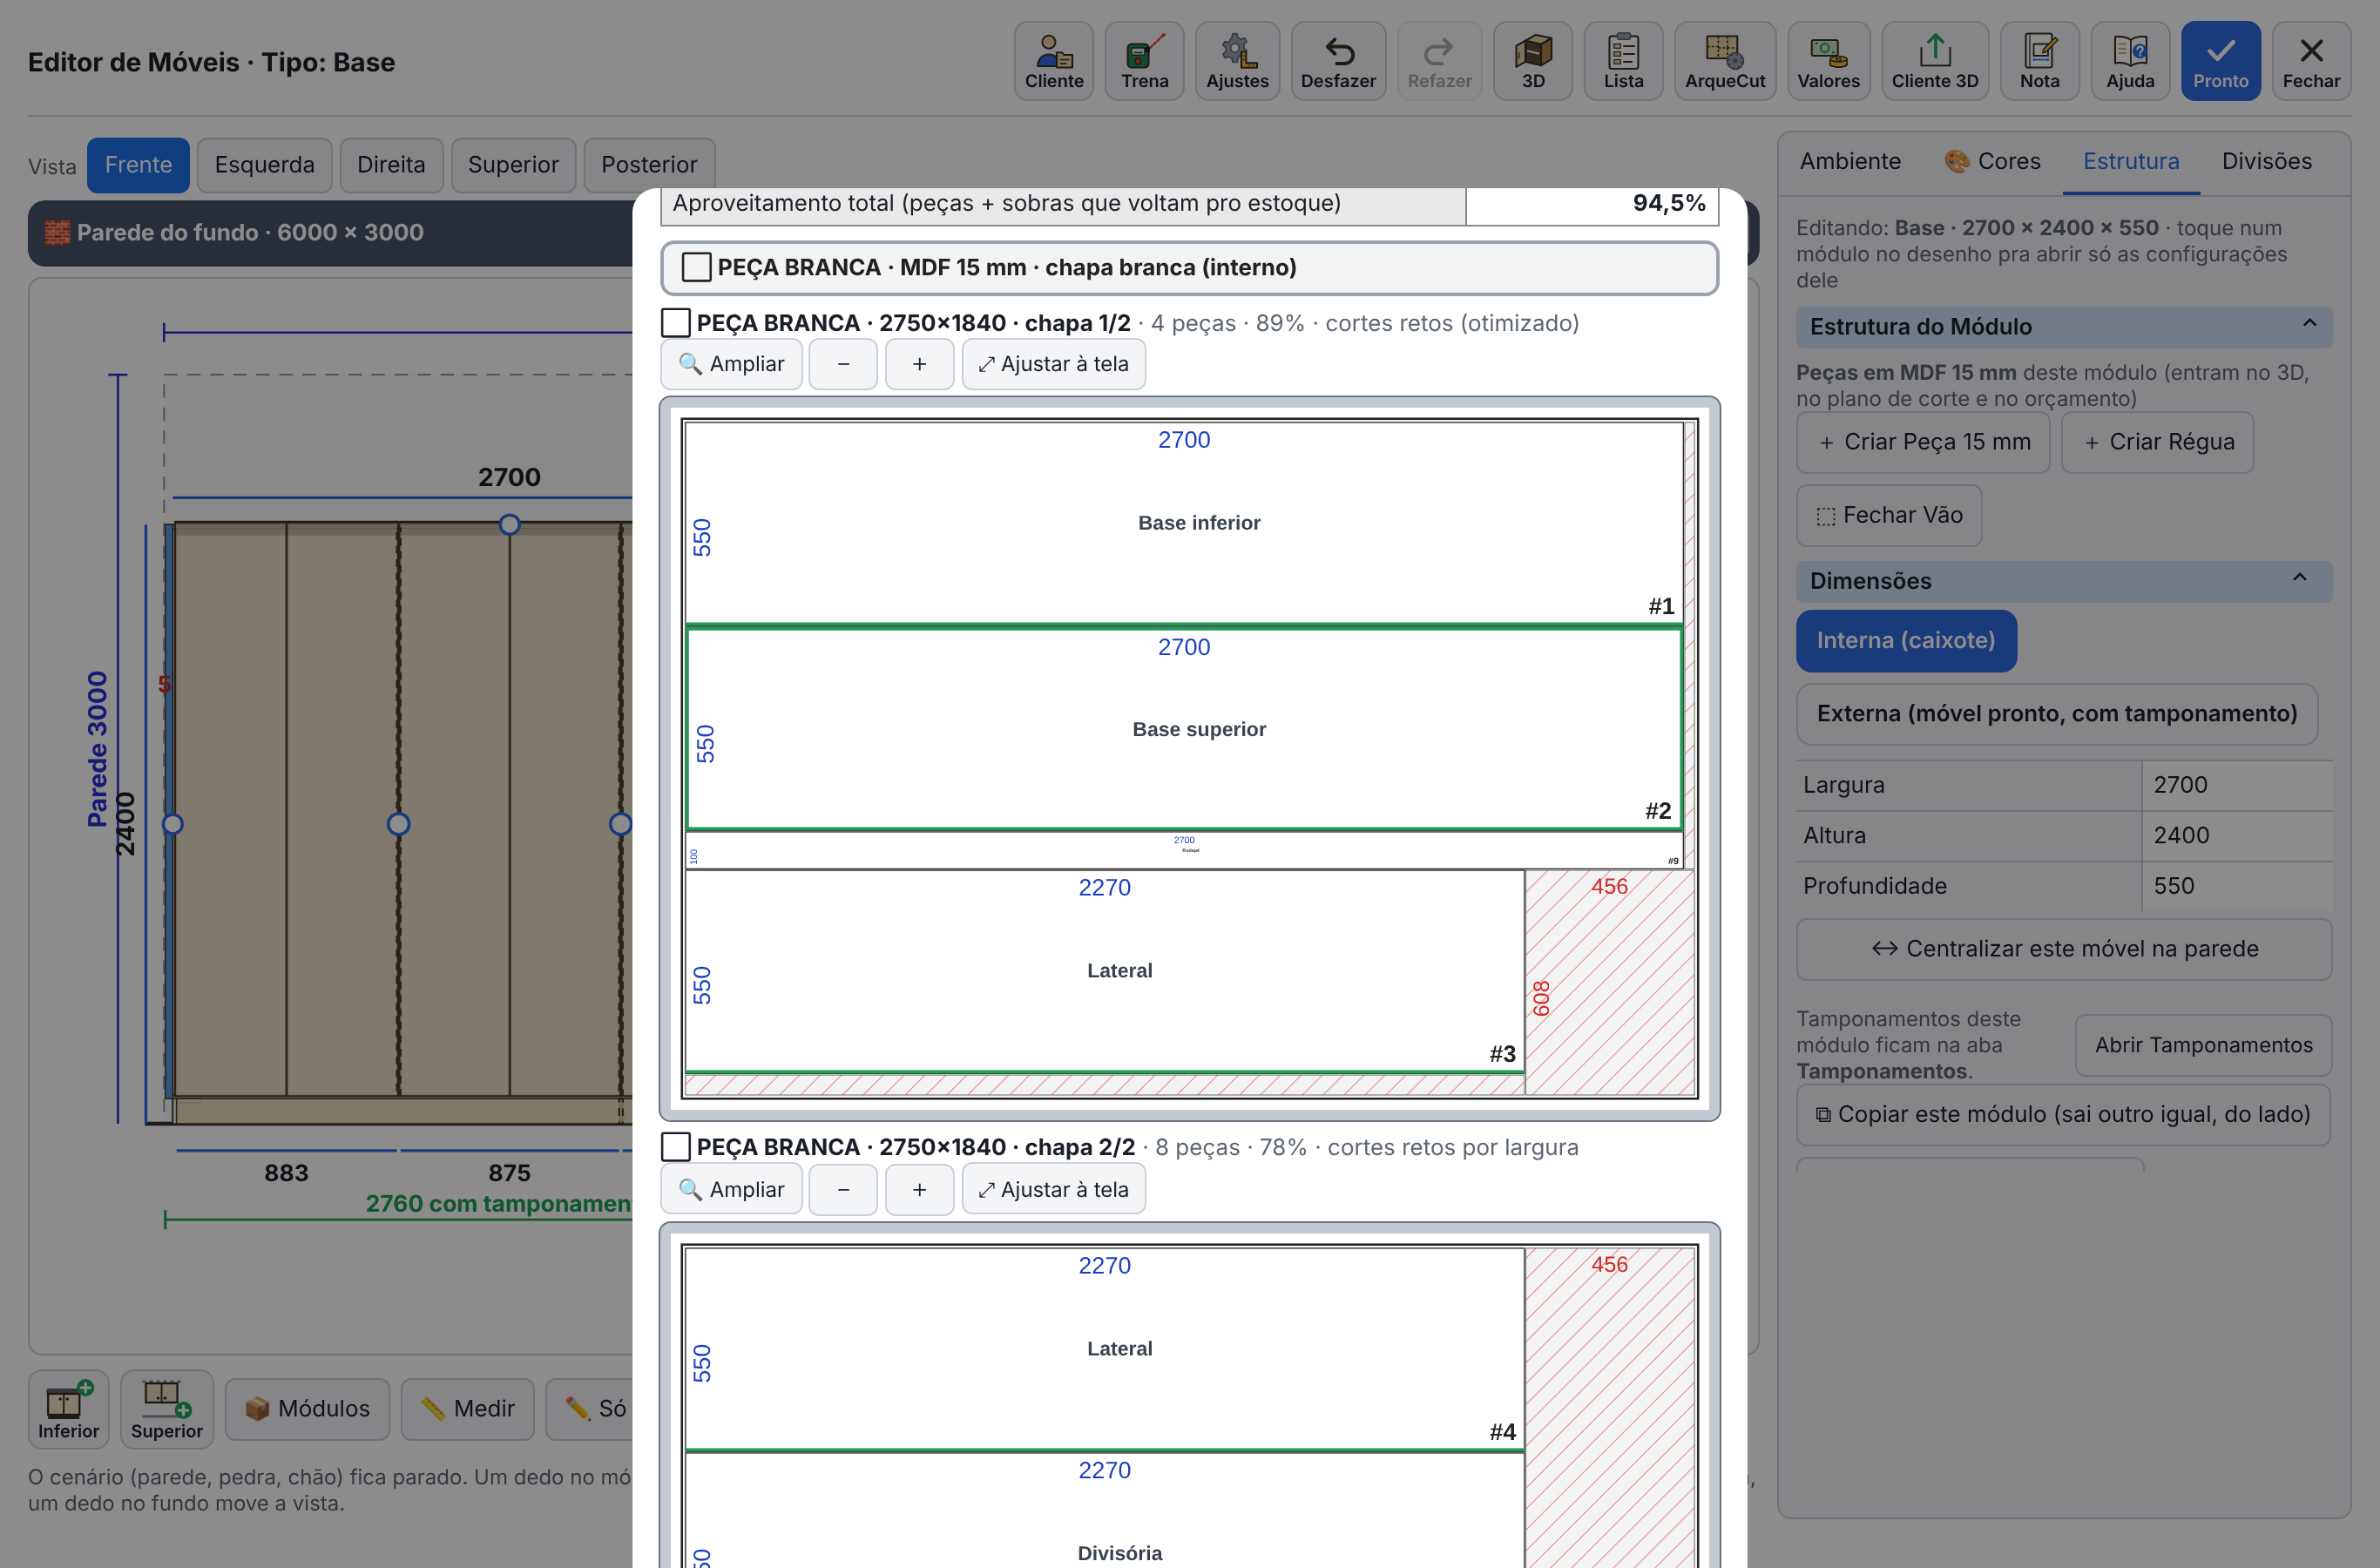 Editor de Móveis · Tipo: Base
Cliente
Trena
Ajustes
Desfazer
Refazer
3D
Lista
ArqueCut
Valores
Cliente 3D
Nota
Ajuda
Pronto
Fechar
Vista
Frente
Esquerda
Direita
Superior
Posterior
Parede do fundo · 6000 × 3000
2700
5
Parede 3000
2400
883
875
2760 com tamponamen
Inferior
Superior
Módulos
Medir
Só
O cenário (parede, pedra, chão) fica parado. Um dedo no mó
um dedo no fundo move a vista.
Aproveitamento total (peças + sobras que voltam pro estoque)
94,5%
PEÇA BRANCA · MDF 15 mm · chapa branca (interno)
PEÇA BRANCA · 2750×1840 · chapa 1/2 · 4 peças · 89% · cortes retos (otimizado)
Ampliar
−
+
Ajustar à tela
2700
550
Base inferior
#1
2700
550
Base superior
#2
2700
100
Rodapé
#9
2270
550
Lateral
#3
456
608
PEÇA BRANCA · 2750×1840 · chapa 2/2 · 8 peças · 78% · cortes retos por largura
Ampliar
−
+
Ajustar à tela
2270
550
Lateral
#4
456
2270
Divisória
Ambiente
Cores
Estrutura
Divisões
Editando: Base · 2700 × 2400 × 550 · toque num
módulo no desenho pra abrir só as configurações
dele
Estrutura do Módulo
Peças em MDF 15 mm deste módulo (entram no 3D,
no plano de corte e no orçamento)
+ Criar Peça 15 mm
+ Criar Régua
Fechar Vão
Dimensões
Interna (caixote)
Externa (móvel pronto, com tamponamento)
Largura
2700
Altura
2400
Profundidade
550
↔ Centralizar este móvel na parede
Tamponamentos deste
módulo ficam na aba
Tamponamentos.
Abrir Tamponamentos
Copiar este módulo (sai outro igual, do lado)